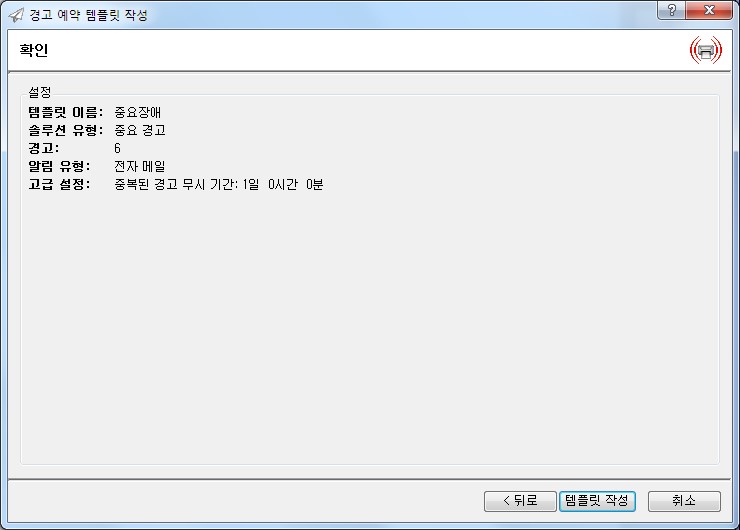 경고 예약 템플릿 작성
?
확인
설정
템플릿 이름: 중요장애
솔루션 유형: 중요 경고
경고: 6
알림 유형: 전자 메일
고급 설정: 중복된 경고 무시 기간: 1일 0시간 0분
< 뒤로 템플릿 작성 취소